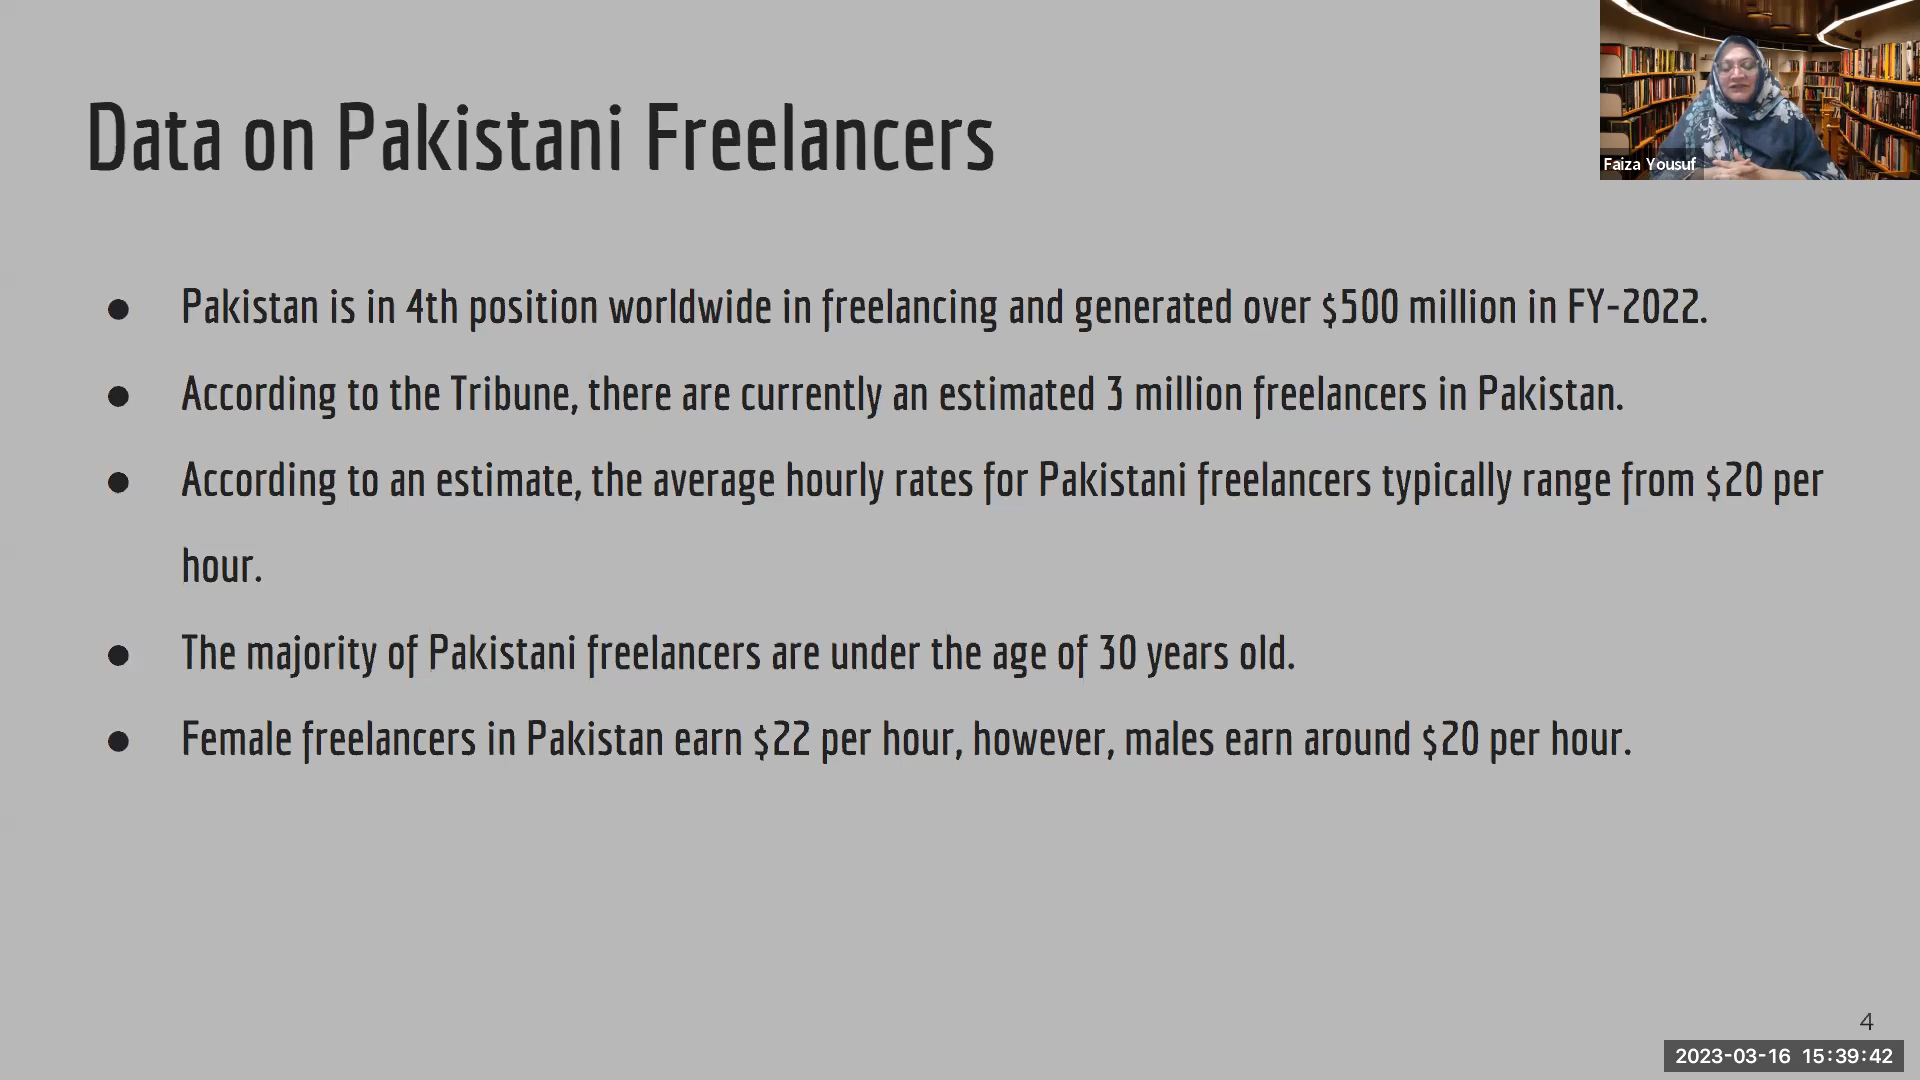 Data on Pakistani Freelancers
Faiza Yousuf
● Pakistan is in 4th position worldwide in freelancing and generated over $500 million in FY-2022.
● According to the Tribune, there are currently an estimated 3 million freelancers in Pakistan.
● According to an estimate, the average hourly rates for Pakistani freelancers typically range from $20 per
hour.
● The majority of Pakistani freelancers are under the age of 30 years old.
● Female freelancers in Pakistan earn $22 per hour, however, males earn around $20 per hour.
4
2023-03-16 15:39:42